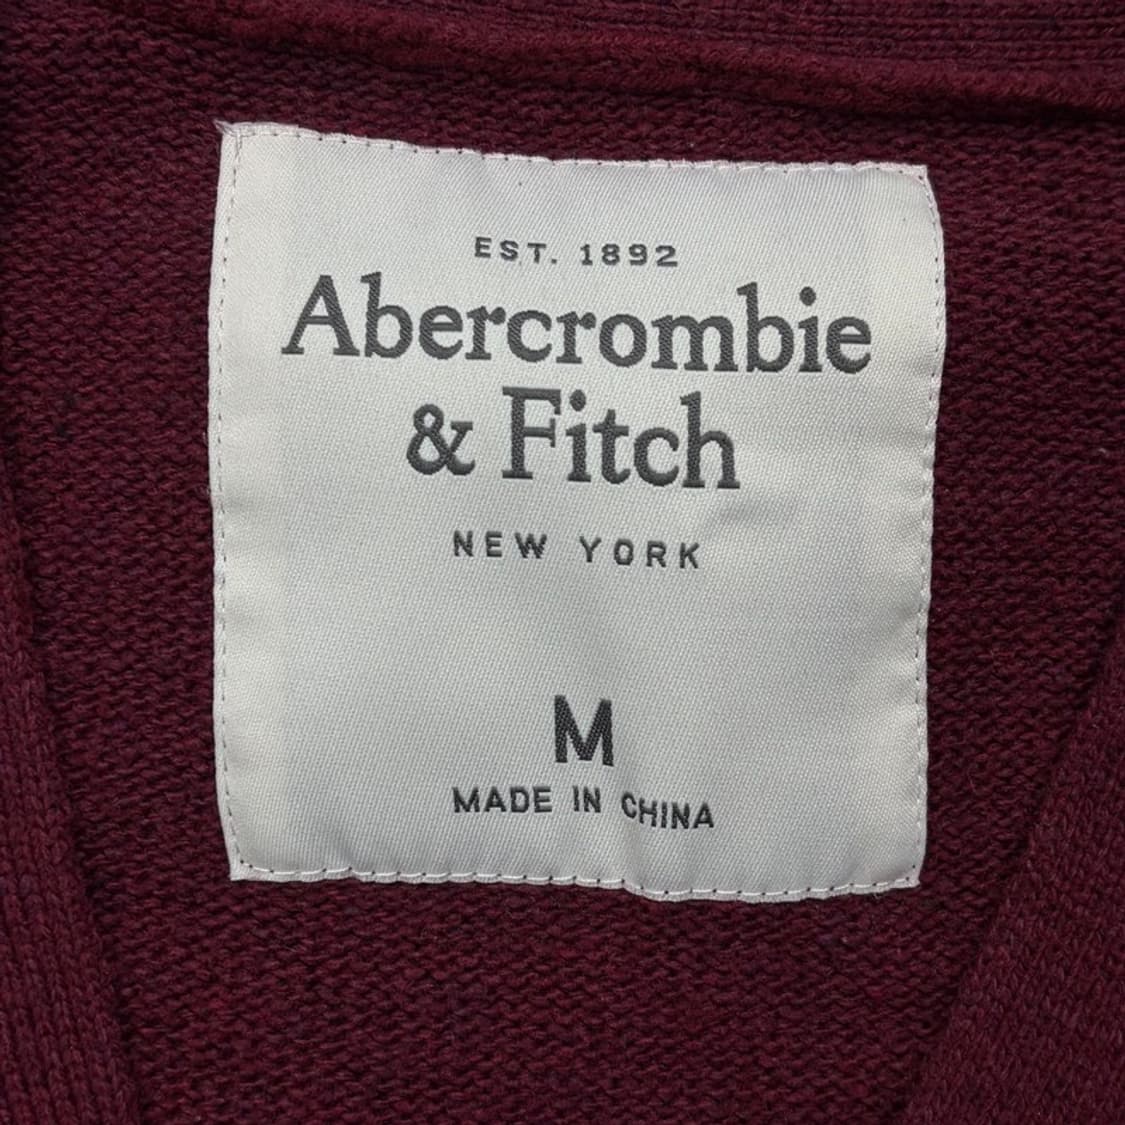 EST. 1892
Abercrombie
& Fitch
NEW YORK
M
MADE IN CHINA